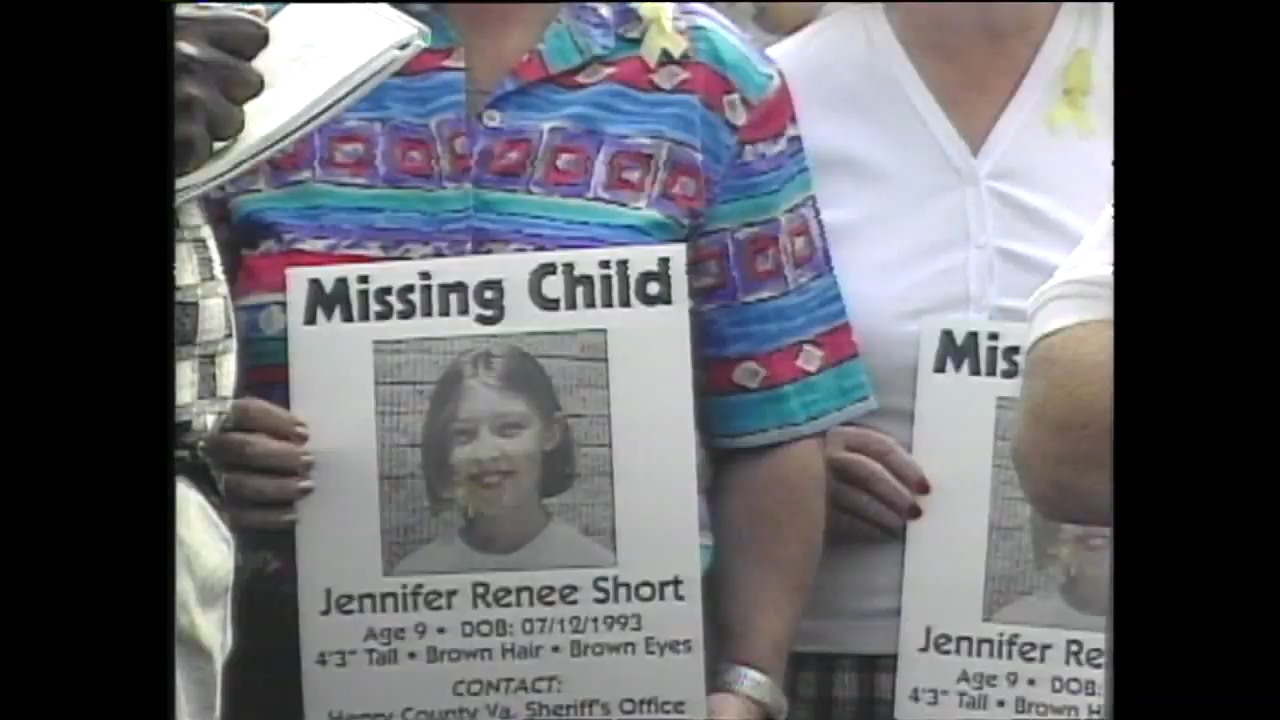 Missing Child
Jennifer Renee Short
Age 9 • DOB: 07/12/1993
4'3" Tall • Brown Hair • Brown Eyes
CONTACT:
Henry County Va. Sheriff's Office
Mis
Jennifer Re
Age 9 • DOB:
4'3" Tall • Brown H